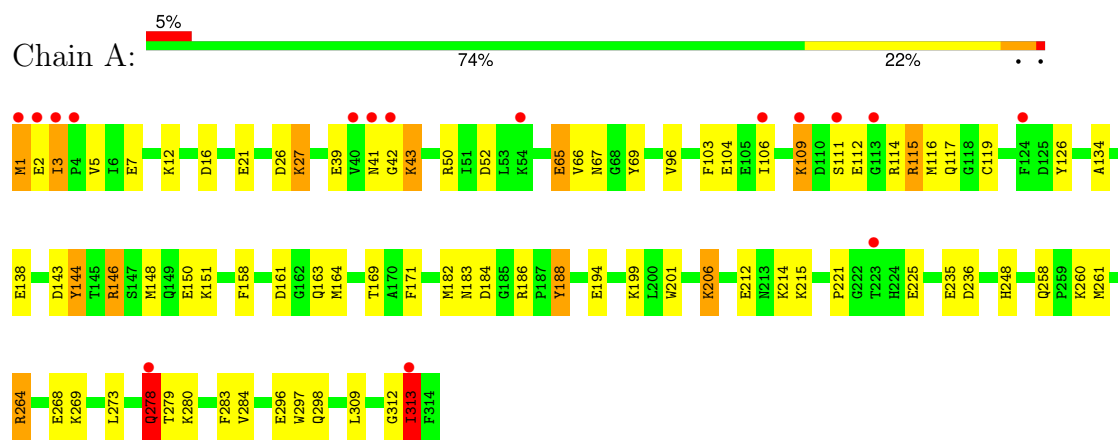 5%
Chain A:
74% 22% • •
M1 E2 I3 P4 V5 I6 E7 K12 D16 E21 D26 K27 E39 V40 N41 G42 K43 R50 I51 D52 L53 K54 E65 V66 N67 G68 Y69 V96 F103 E104 E105 I106 K109 D110 S111 E112 G113 R114 R115 M116 Q117 G118 C119 F124 D125 Y126 A134
E138 D143 Y144 T145 R146 S147 M148 Q149 E150 K151 F158 D161 G162 Q163 M164 T169 A170 F171 M182 N183 D184 G185 R186 P187 Y188 E194 K199 L200 W201 K206 E212 N213 K214 K215 P221 G222 T223 H224 E225 E235 D236 H248 Q258 P259 K260 M261
R264 E268 K269 L273 Q278 T279 K280 F283 V284 E296 W297 Q298 L309 G312 I313 F314